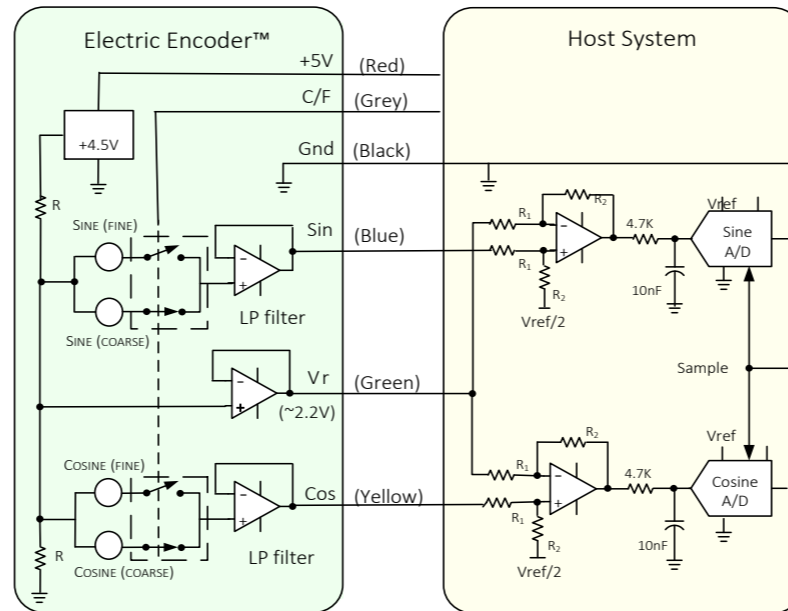 Electric Encoder™
Host System
+5V (Red)
C/F (Grey)
+4.5V
Gnd (Black)
R
SINE (FINE)
Sin (Blue)
SINE (COARSE)
LP filter
R1
R2
R1
R2
Vref/2
4.7K
10nF
Vref
Sine
A/D
Vr (Green)
(~2.2V)
Sample
COSINE (FINE)
Cos (Yellow)
R
COSINE (COARSE)
LP filter
R1
R2
R1
R2
Vref/2
4.7K
10nF
Vref
Cosine
A/D